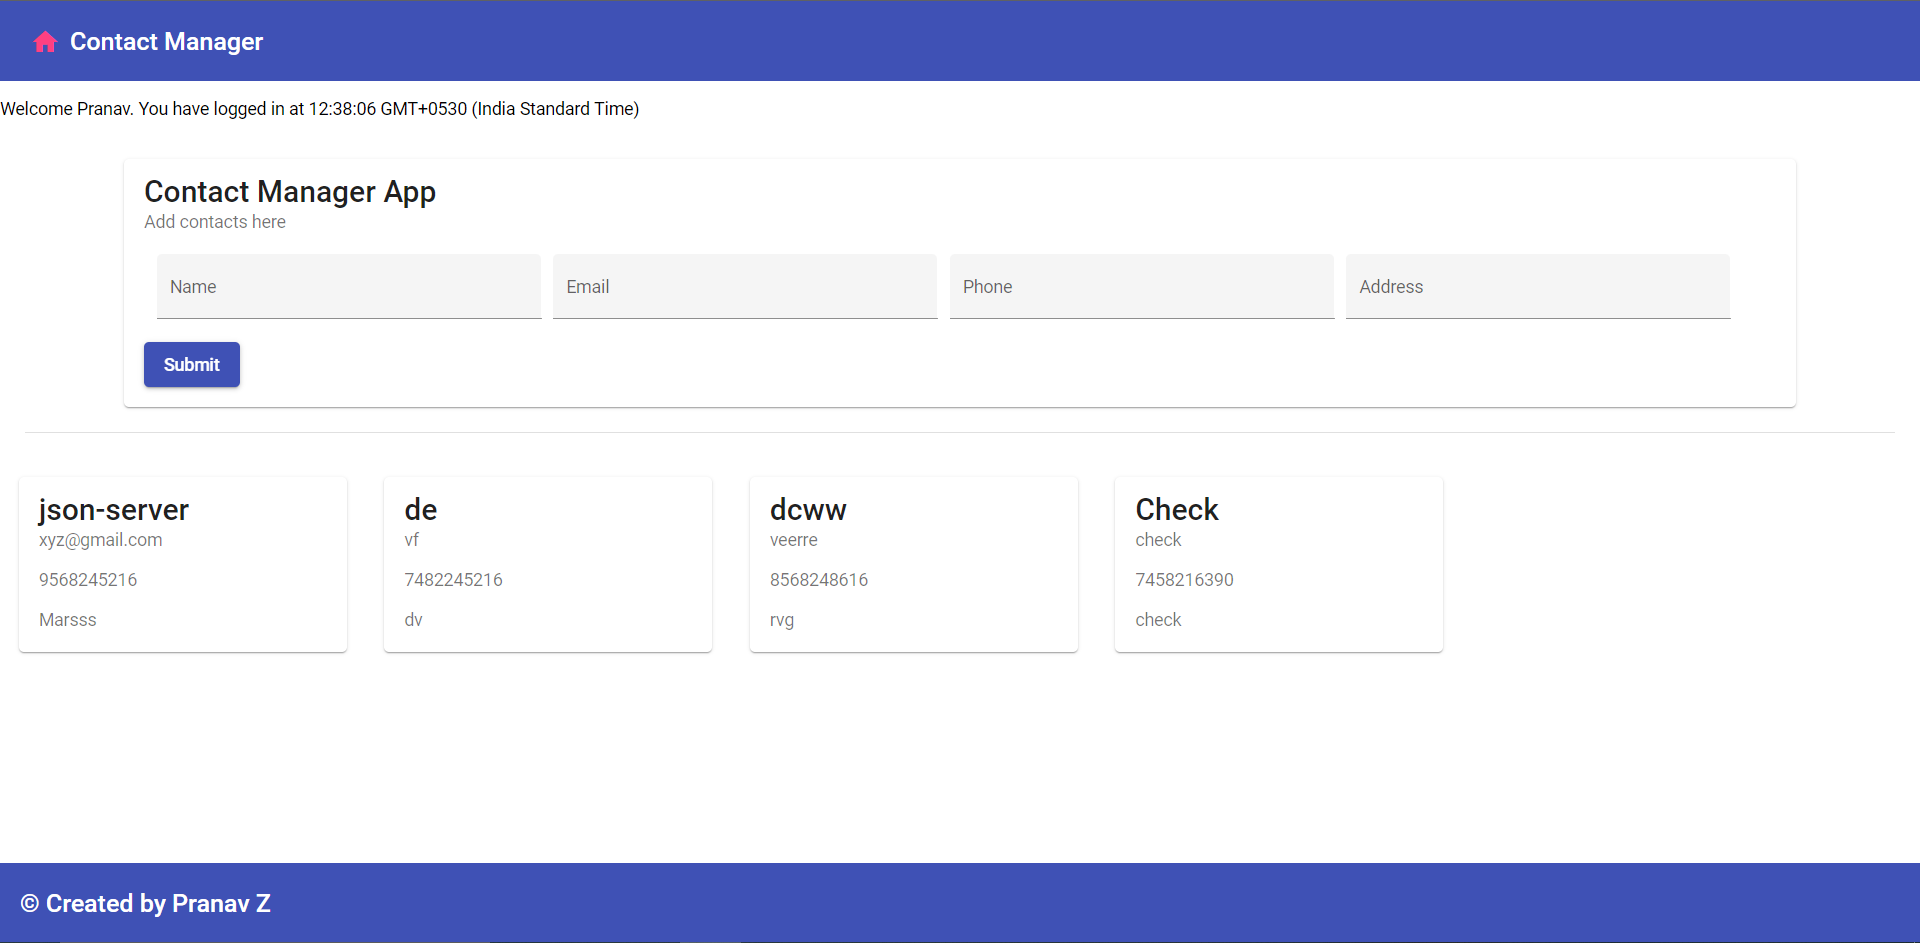 Contact Manager
Welcome Pranav. You have logged in at 12:38:06 GMT+0530 (India Standard Time)
Contact Manager App
Add contacts here
Name
Email
Phone
Address
Submit
json-server
xyz@gmail.com
9568245216
Marsss
de
vf
7482245216
dv
dcww
veerre
8568248616
rvg
Check
check
7458216390
check
© Created by Pranav Z